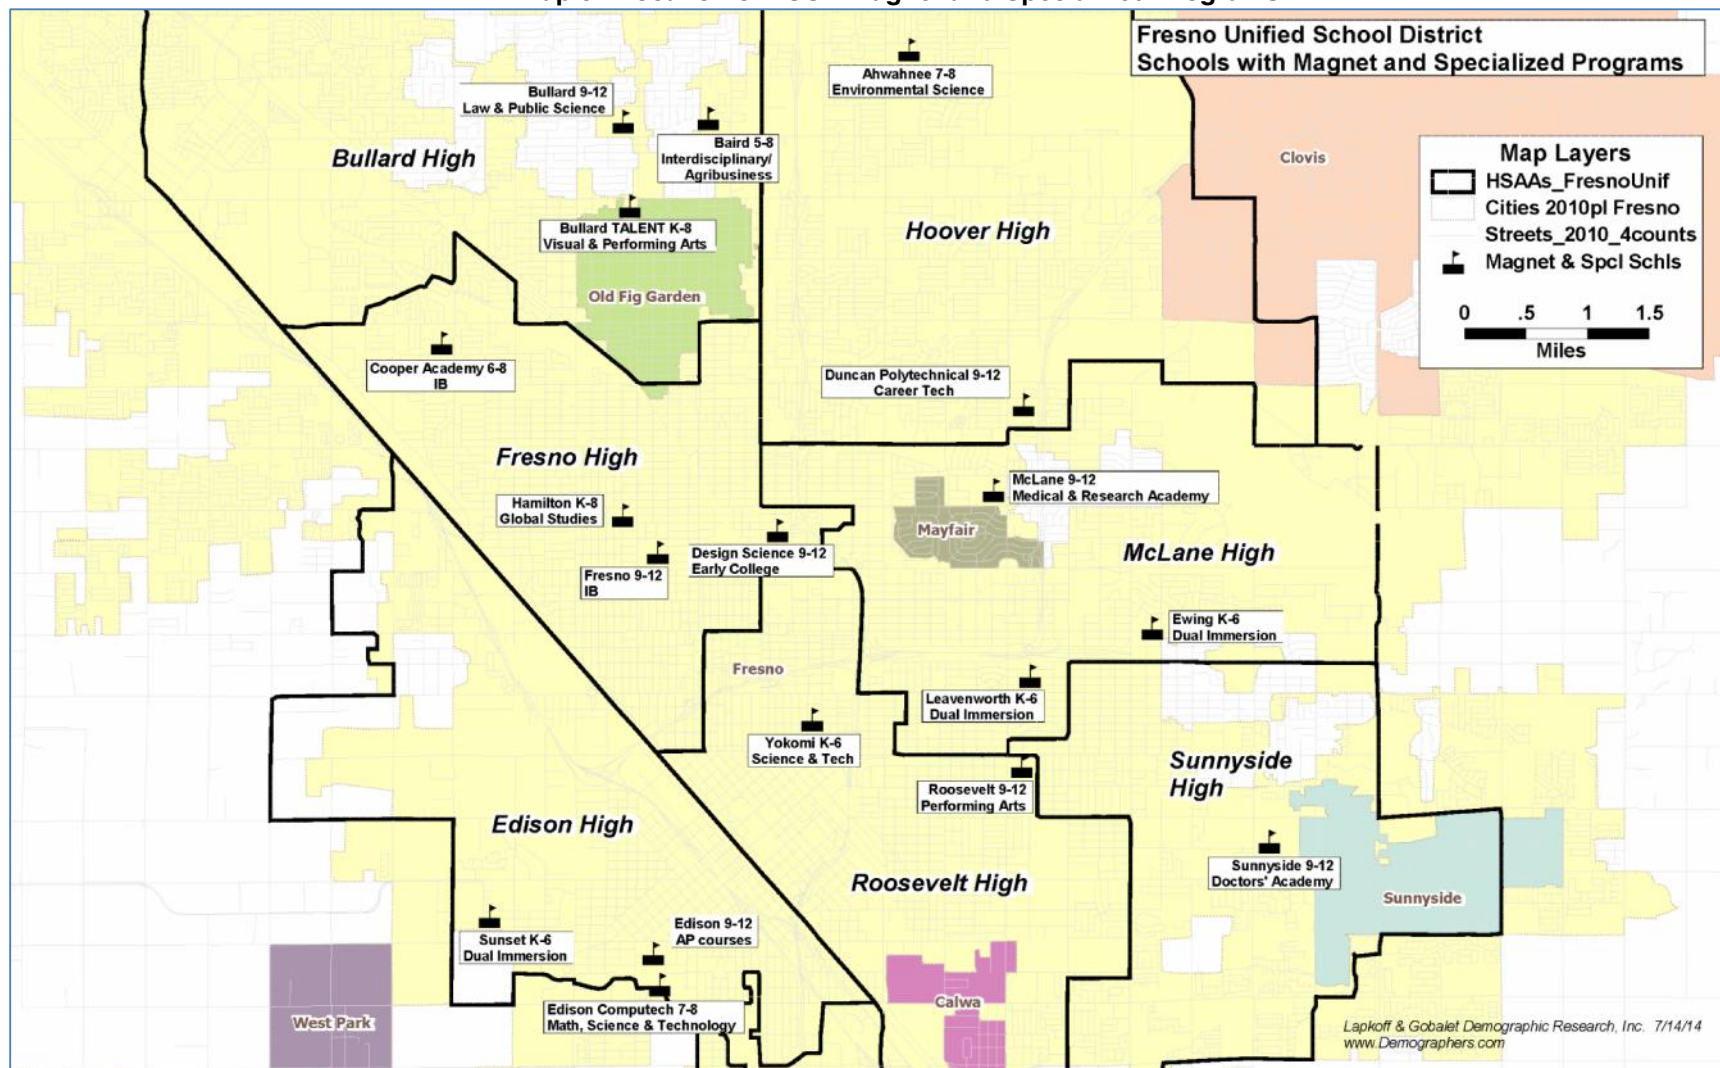 Fresno Unified School District
Schools with Magnet and Specialized Programs
Ahwahnee 7-8
Environmental Science
Bullard 9-12
Law & Public Science
Baird 5-8
Interdisciplinary/
Agribusiness
Bullard High
Clovis
Map Layers
HSAAs_FresnoUnif
Cities 2010pl Fresno
Streets_2010_4counts
Magnet & Spcl Schls
0 .5 1 1.5
Miles
Bullard TALENT K-8
Visual & Performing Arts
Hoover High
Old Fig Garden
Cooper Academy 6-8
IB
Duncan Polytechnical 9-12
Career Tech
Fresno High
McLane 9-12
Medical & Research Academy
Hamilton K-8
Global Studies
Mayfair
Design Science 9-12
Early College
McLane High
Fresno 9-12
IB
Ewing K-6
Dual Immersion
Fresno
Leavenworth K-6
Dual Immersion
Yokomi K-6
Science & Tech
Sunnyside
High
Roosevelt 9-12
Performing Arts
Edison High
Roosevelt High
Sunnyside 9-12
Doctors' Academy
Sunnyside
Edison 9-12
AP courses
Sunset K-6
Dual Immersion
Edison Computech 7-8
Math, Science & Technology
West Park
Calwa
Lapkoff & Gobalet Demographic Research, Inc. 7/14/14
www.Demographers.com